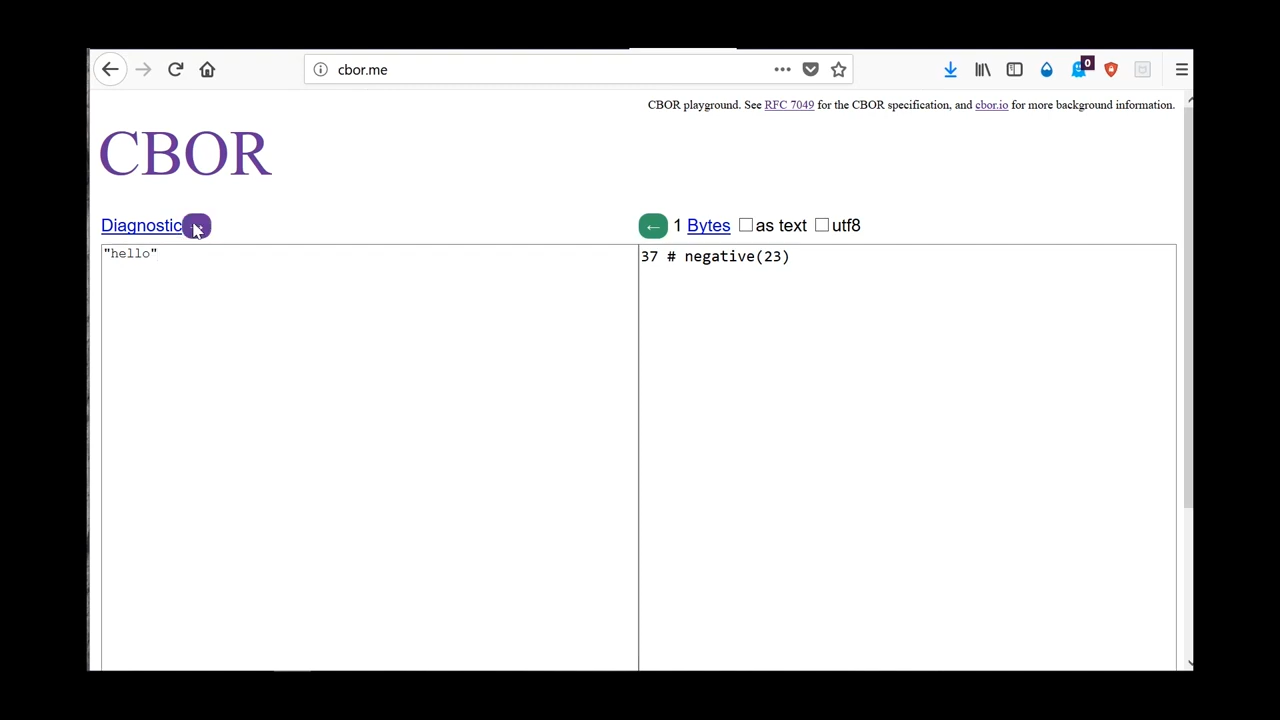 cbor.me
0
CBOR playground. See RFC 7049 for the CBOR specification, and cbor.io for more background information.
CBOR
Diagnostic
← 1 Bytes as text utf8
"hello"
37 # negative(23)